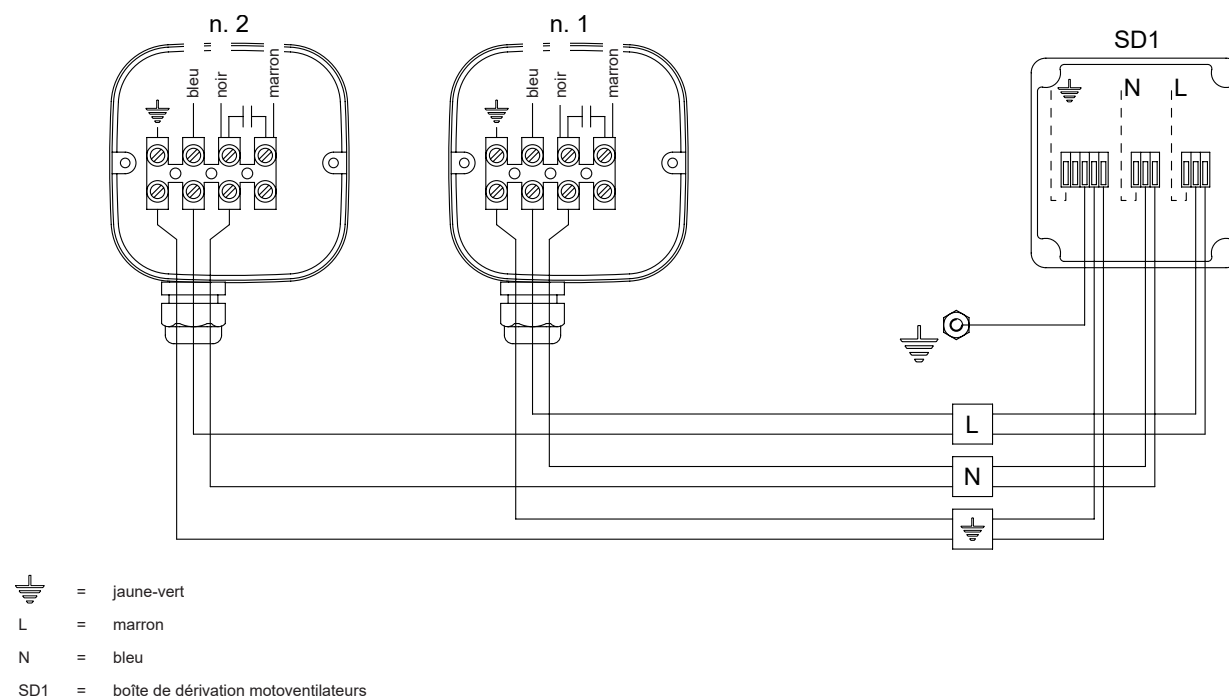 n. 2
n. 1
SD1
bleu
noir
marron
bleu
noir
marron
N
L
L
N
= jaune-vert
L = marron
N = bleu
SD1 = boîte de dérivation motoventilateurs